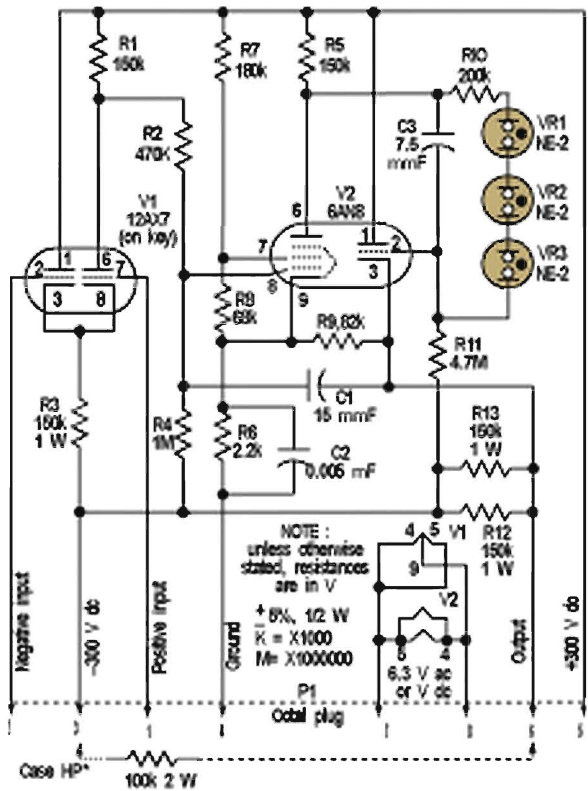 R1
150k
R7
180k
R5
150k
R10
200k
R2
470K
C3
7.5
mmF
VR1
NE-2
VR2
NE-2
VR3
NE-2
V1
12AX7
(on key)
V2
6AN8
1
6
2
7
3
8
6
1
7
2
8
3
9
R8
68k
R9,82k
R11
4.7M
C1
15 mmF
R3
150k
1 W
R4
1M
R6
2.2k
C2
0.005 mF
R13
150k
1 W
R12
150k
1 W
NOTE :
unless otherwise
stated, resistances
are in V
± 5%, 1/2 W
K = X1000
M= X1000000
4 5 V1
9
V2
6.3 V ac
or V dc
Negative input
-300 V dc
Positive input
Ground
Output
+300 V dc
P1
Octal plug
Case HP*
100k 2 W